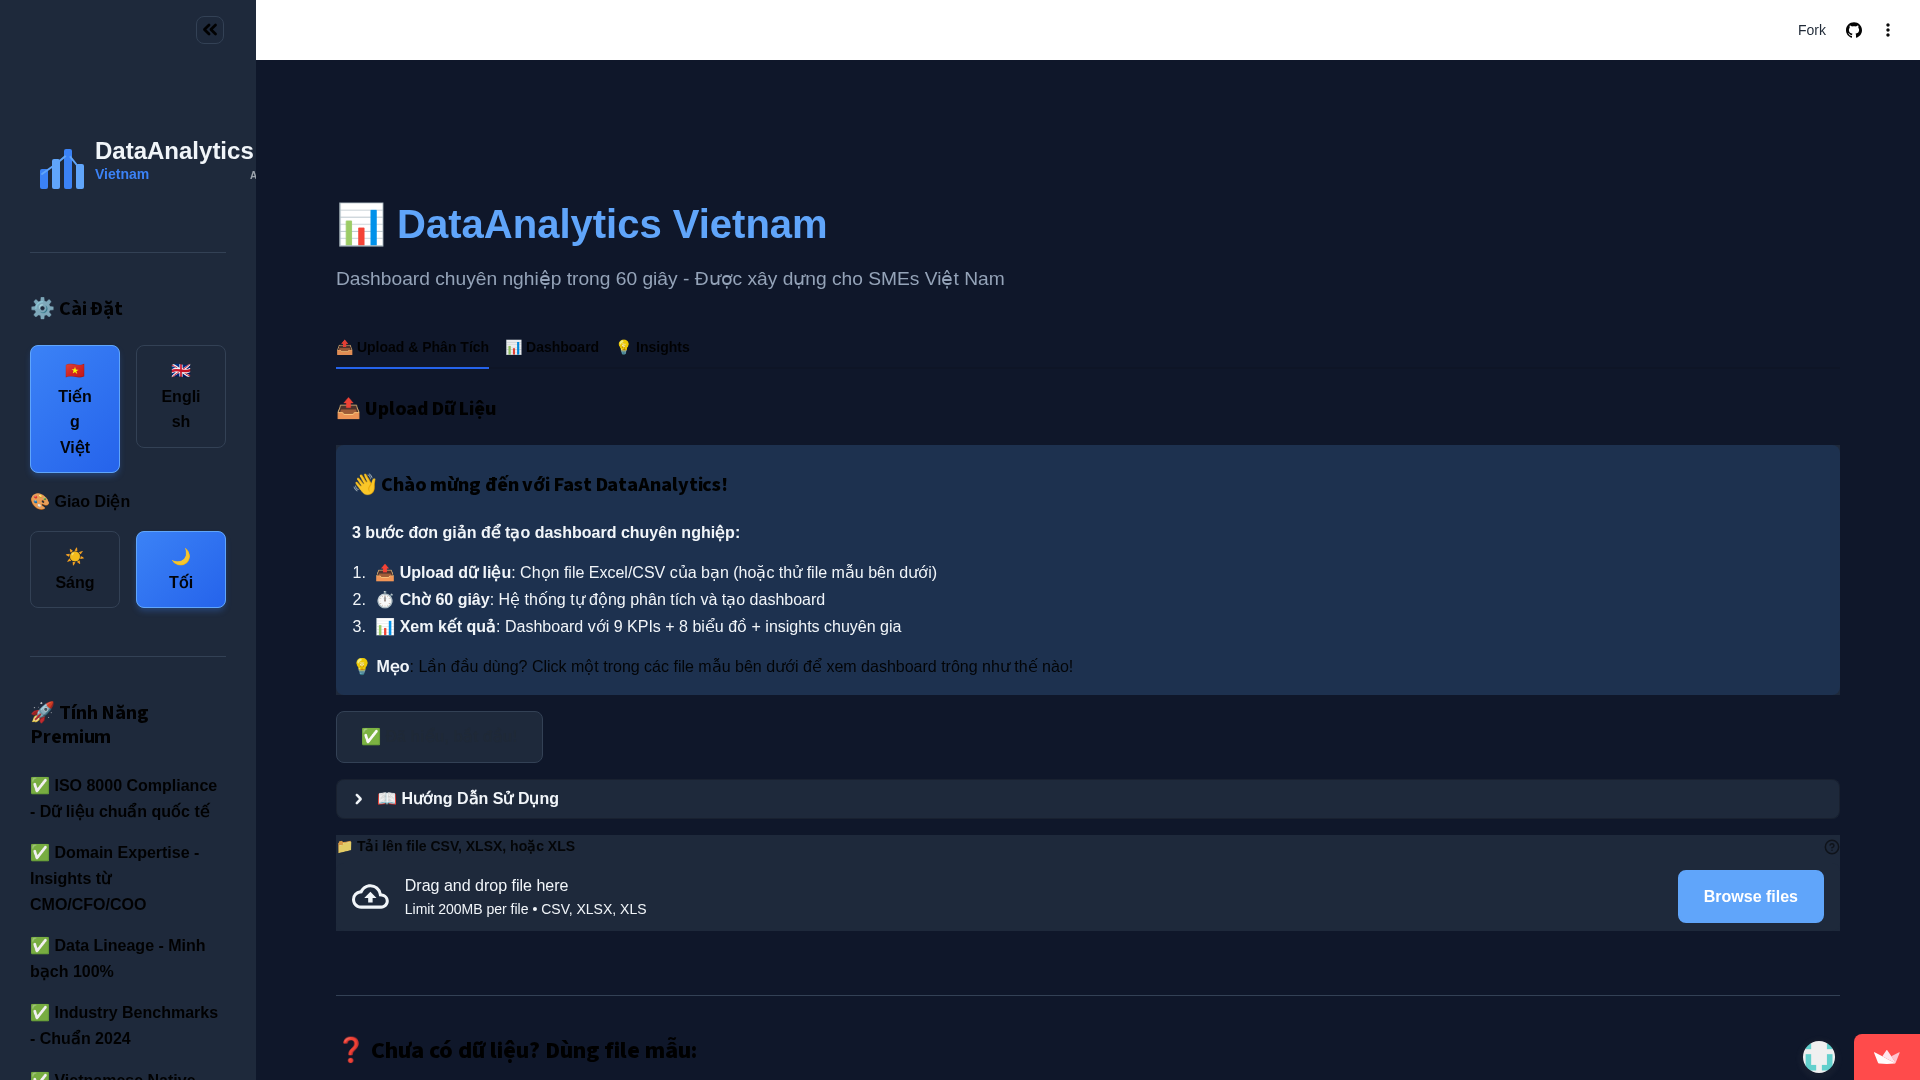 Fork
DataAnalytics
Vietnam
A
⚙️ Cài Đặt
🇻🇳
Tiến
g
Việt
🇬🇧
Engli
sh
🎨 Giao Diện
☀️
Sáng
🌙
Tối
🚀 Tính Năng
Premium
✅ ISO 8000 Compliance
- Dữ liệu chuẩn quốc tế
✅ Domain Expertise -
Insights từ
CMO/CFO/COO
✅ Data Lineage - Minh
bạch 100%
✅ Industry Benchmarks
- Chuẩn 2024
✅ Vietnamese Native
📊 DataAnalytics Vietnam
Dashboard chuyên nghiệp trong 60 giây - Được xây dựng cho SMEs Việt Nam
📤 Upload & Phân Tích 📊 Dashboard 💡 Insights
📤 Upload Dữ Liệu
👋 Chào mừng đến với Fast DataAnalytics!
3 bước đơn giản để tạo dashboard chuyên nghiệp:
1. 📤 Upload dữ liệu: Chọn file Excel/CSV của bạn (hoặc thử file mẫu bên dưới)
2. ⏱️ Chờ 60 giây: Hệ thống tự động phân tích và tạo dashboard
3. 📊 Xem kết quả: Dashboard với 9 KPIs + 8 biểu đồ + insights chuyên gia
💡 Mẹo: Lần đầu dùng? Click một trong các file mẫu bên dưới để xem dashboard trông như thế nào!
✅
📖 Hướng Dẫn Sử Dụng
📁 Tải lên file CSV, XLSX, hoặc XLS
Drag and drop file here
Limit 200MB per file • CSV, XLSX, XLS
Browse files
❓ Chưa có dữ liệu? Dùng file mẫu: